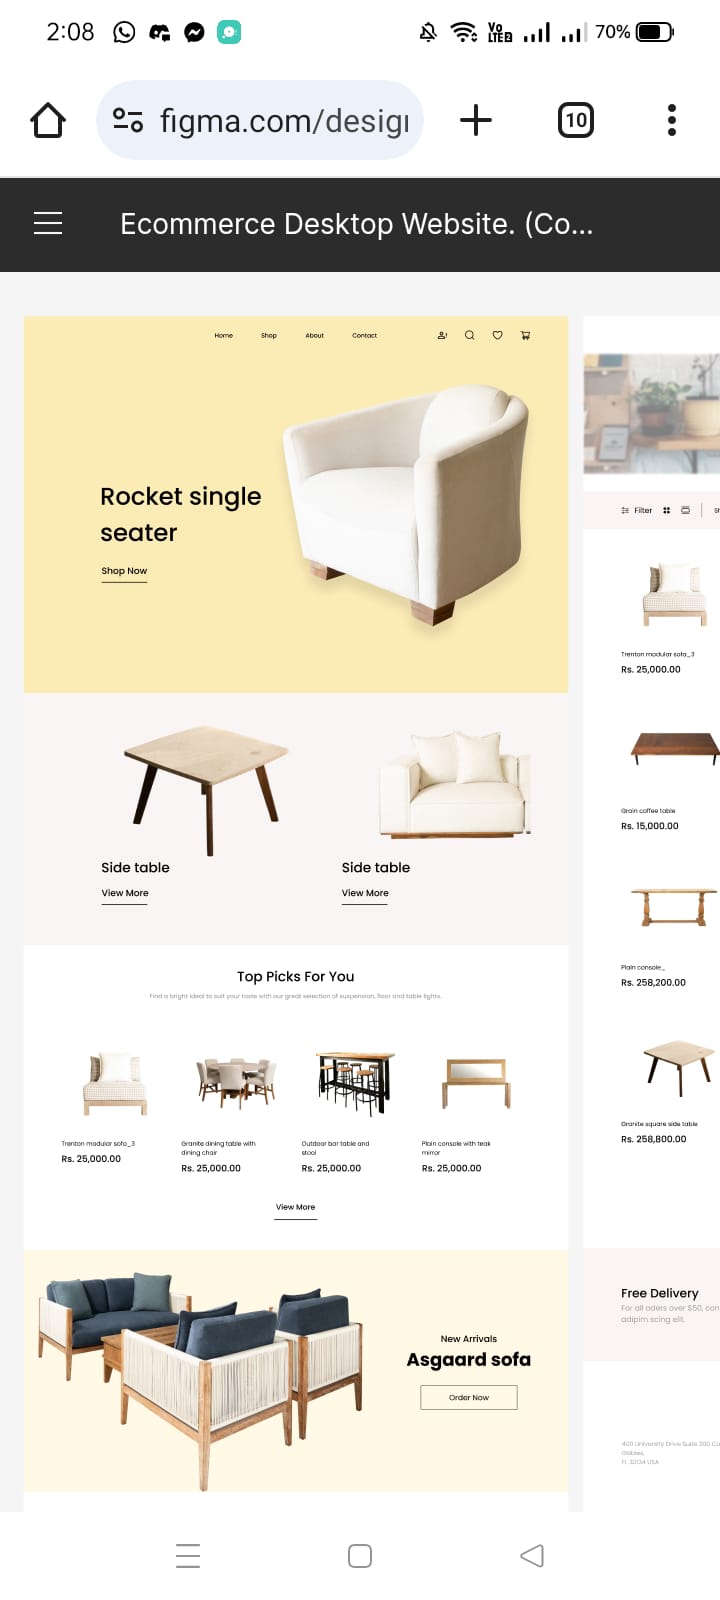 2:08
Vo
LTE2
70%
figma.com/design
10
Ecommerce Desktop Website. (Co...
Home
Shop
About
Contact
Rocket single
seater
Shop Now
Side table
View More
Side table
View More
Top Picks For You
Find a bright ideal to suit your taste with our great selection of suspension, floor and table lights.
Trenton modular sofa_3
Rs. 25,000.00
Granite dining table with
dining chair
Rs. 25,000.00
Outdoor bar table and
stool
Rs. 25,000.00
Plain console with teak
mirror
Rs. 25,000.00
View More
New Arrivals
Asgaard sofa
Order Now
Filter
Sh
Trenton modular sofa_3
Rs. 25,000.00
Grain coffee table
Rs. 15,000.00
Plain console_
Rs. 258,200.00
Granite square side table
Rs. 258,800.00
Free Delivery
For all oders over $50, con
adipim scing elit.
400 University Drive Suite 200 Co
Gables,
FL 33134 USA